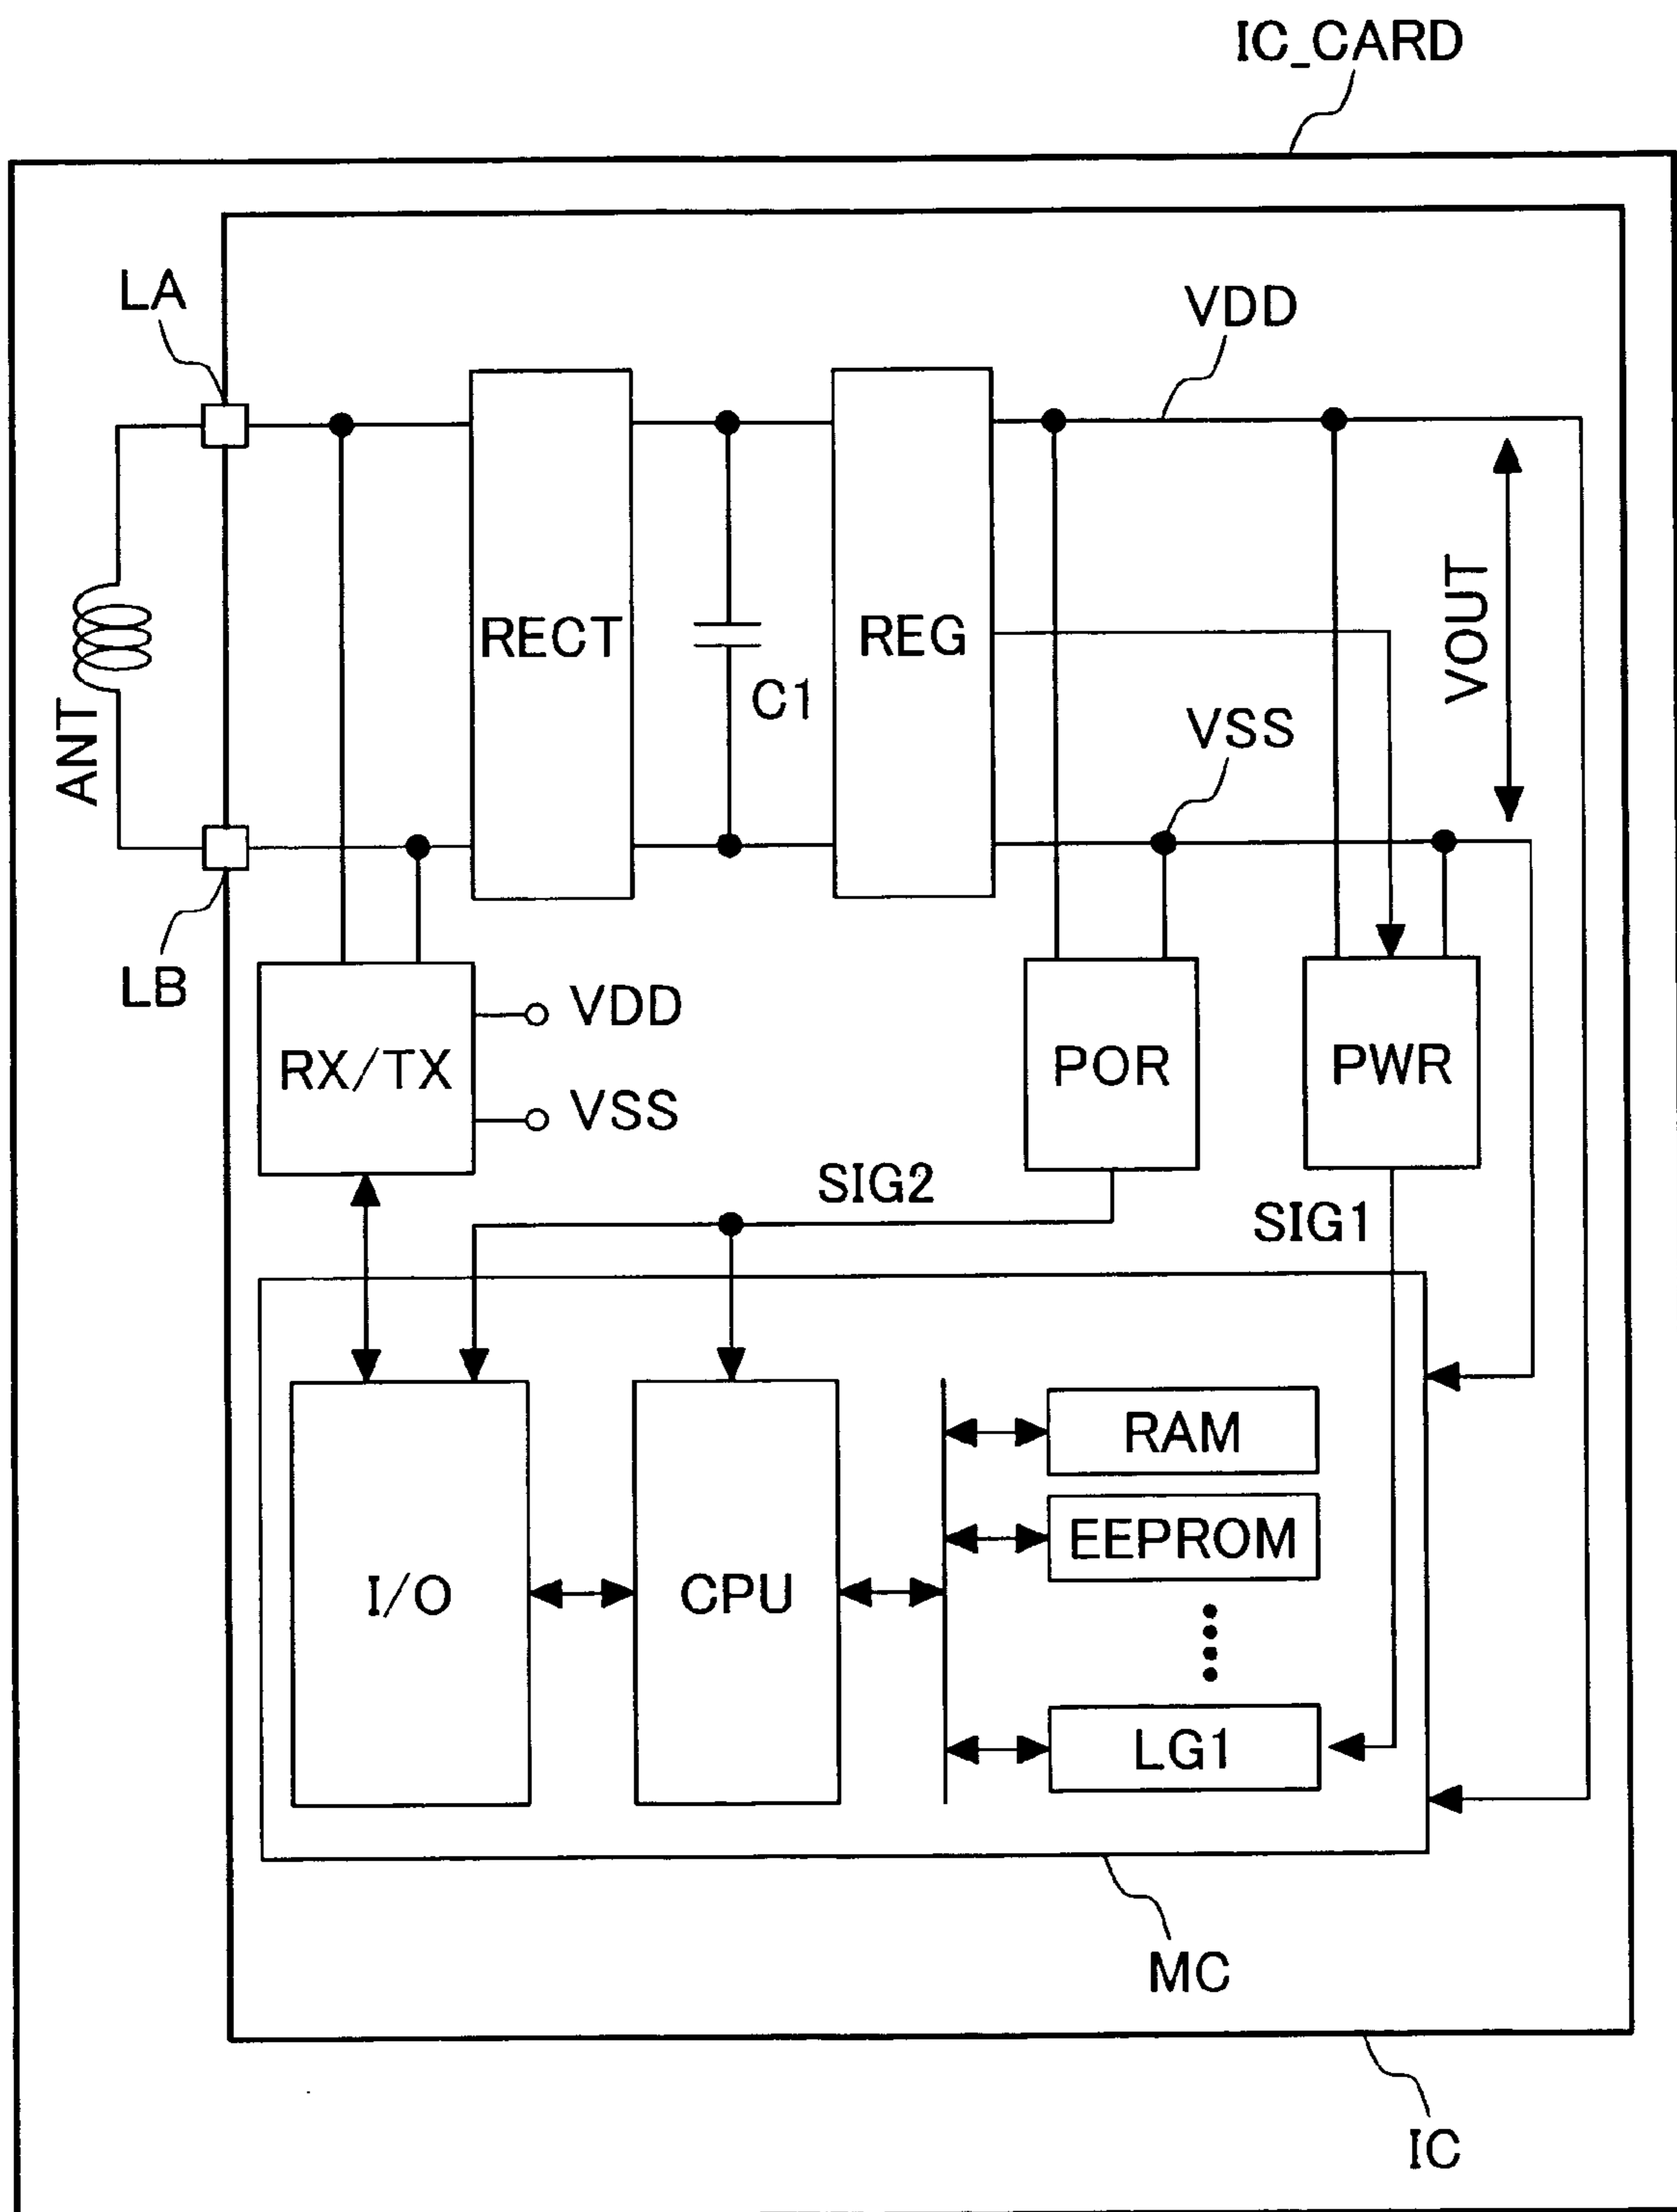 IC_CARD
LA
VDD
RECT
C1
REG
VOUT
ANT
VSS
LB
RX/TX
VDD
VSS
POR
PWR
SIG2
SIG1
I/O
CPU
RAM
EEPROM
LG1
MC
IC